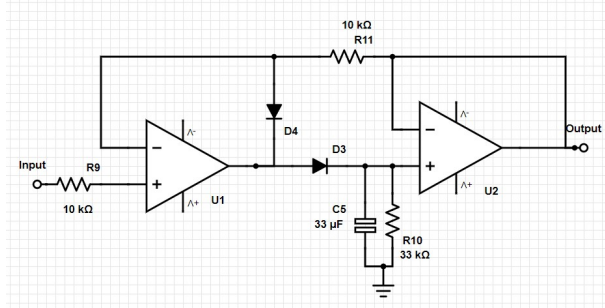 10 kΩ
R11
V-
Output
V-
D4
D3
Input
R9
V+
U1
V+
U2
10 kΩ
C5
33 µF
R10
33 kΩ